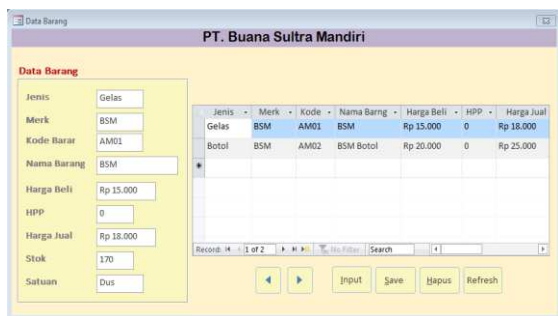 Data Barang
PT. Buana Sultra Mandiri
Data Barang
Jenis Gelas
Merk BSM
Kode Barar AM01
Nama Barang BSM
Harga Beli Rp 15.000
HPP 0
Harga Jual Rp 18.000
Stok 170
Satuan Dus
Jenis Merk Kode Nama Barng Harga Beli HPP Harga Jual
Gelas BSM AM01 BSM Rp 15.000 0 Rp 18.000
Botol BSM AM02 BSM Botol Rp 20.000 0 Rp 25.000
Record: 1 of 2 No Filter Search
Input Save Hapus Refresh